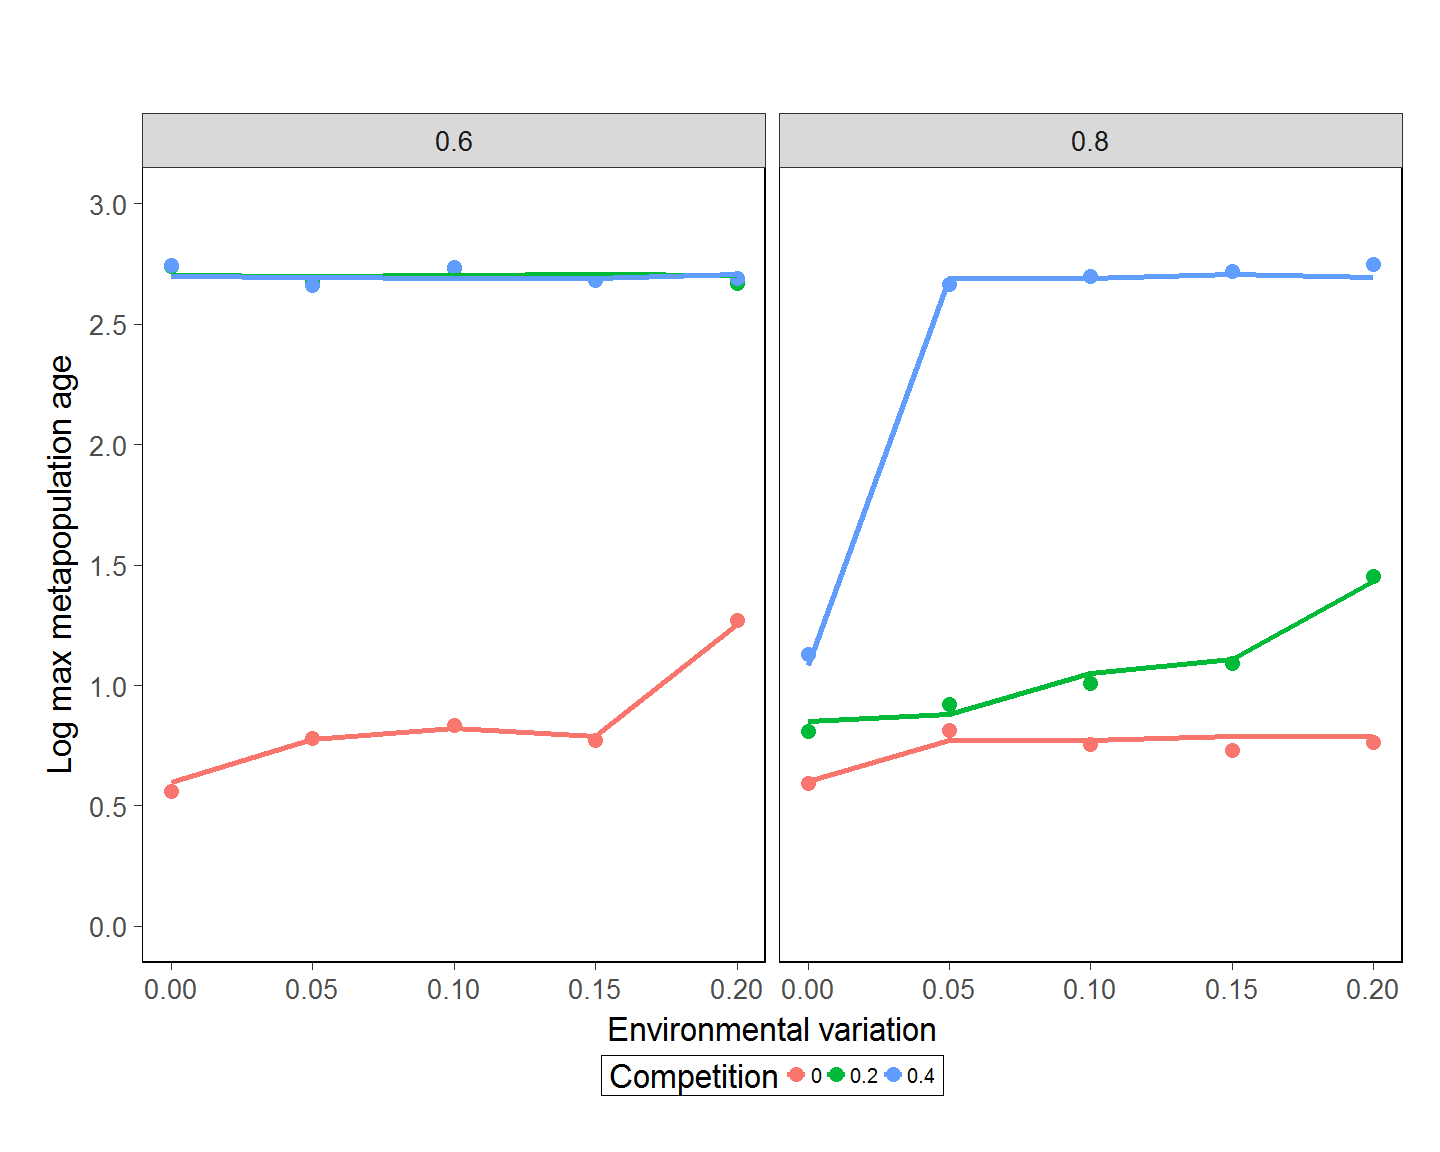 0.6
0.8
3.0
2.5
2.0
1.5
1.0
0.5
0.0
Log max metapopulation age
0.00 0.05 0.10 0.15 0.20
0.00 0.05 0.10 0.15 0.20
Environmental variation
Competition 0 0.2 0.4